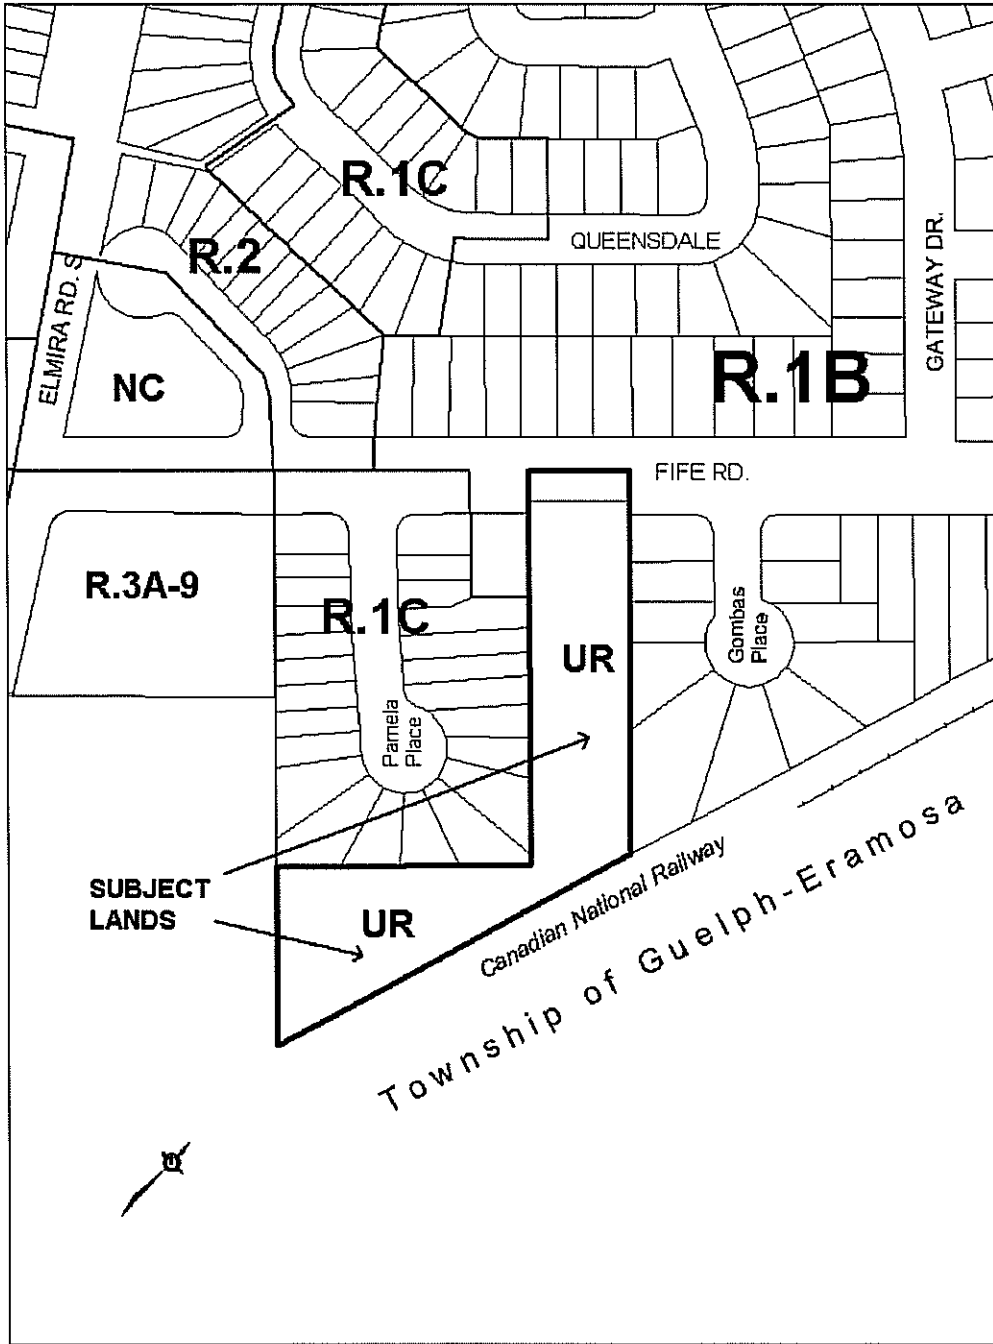 R.1C
QUEENSDALE
R.2
GATEWAY DR.
ELMIRA RD. S
NC
R.1B
FIFE RD.
R.3A-9
R.1C
Gombas
Place
UR
Pamela
Place
SUBJECT
LANDS
UR
Canadian National Railway
Township of Guelph-Eramosa